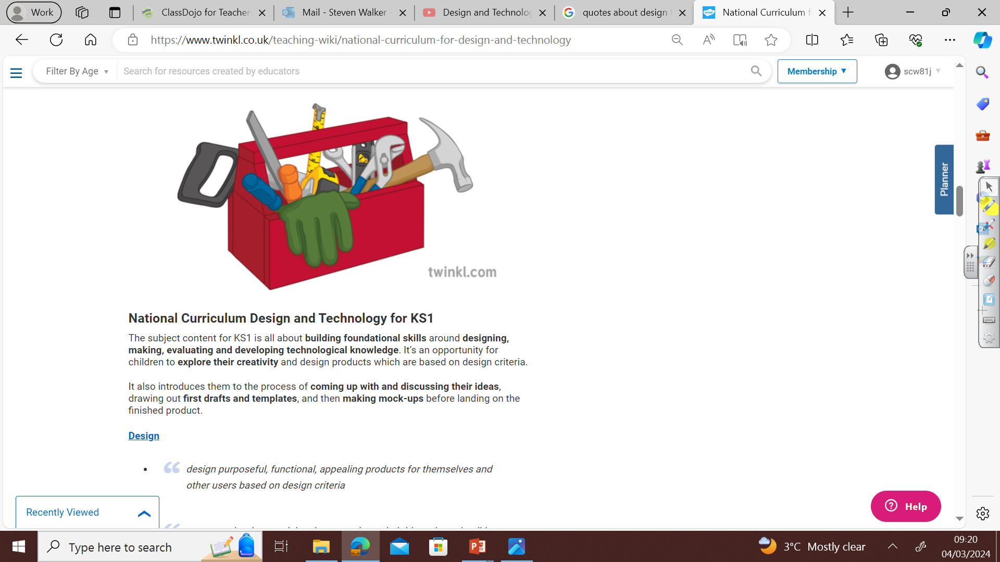 Work
ClassDojo for Teacher
Mail - Steven Walker -
Design and Technolog
quotes about design t
National Curriculum f
https://www.twinkl.co.uk/teaching-wiki/national-curriculum-for-design-and-technology
Filter By Age
Search for resources created by educators
Membership
scw81j
Planner
twinkl.com
National Curriculum Design and Technology for KS1
The subject content for KS1 is all about building foundational skills around designing,
making, evaluating and developing technological knowledge. It’s an opportunity for
children to explore their creativity and design products which are based on design criteria.
It also introduces them to the process of coming up with and discussing their ideas,
drawing out first drafts and templates, and then making mock-ups before landing on the
finished product.
Design
design purposeful, functional, appealing products for themselves and
other users based on design criteria
Recently Viewed
Help
Type here to search
3°C Mostly clear
09:20
04/03/2024